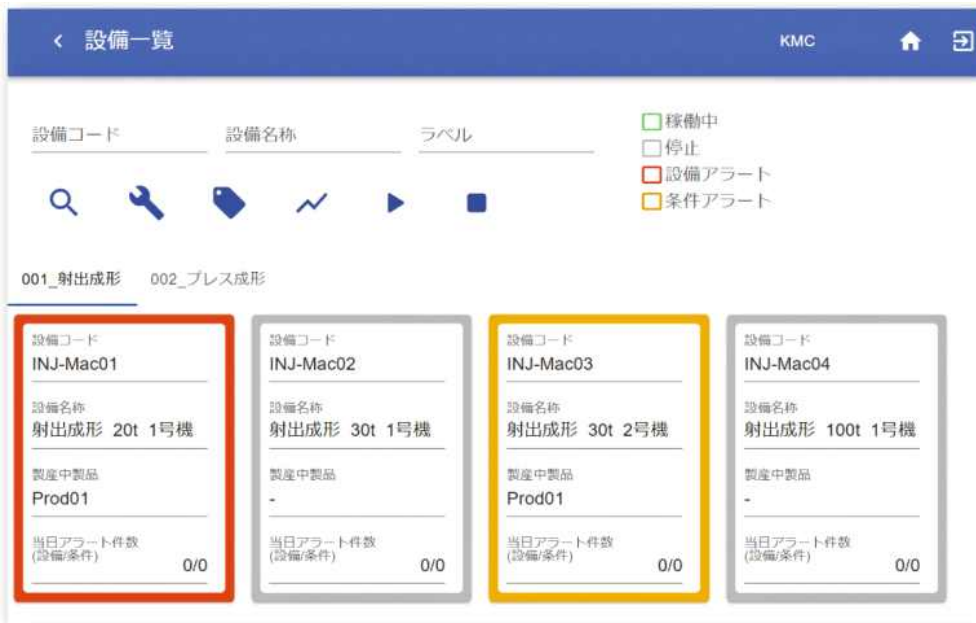 設備一覧
KMC
設備コード
設備名称
ラベル
稼働中
停止
設備アラート
条件アラート
001_射出成形
002_プレス成形
設備コード
INJ-Mac01
設備名称
射出成形 20t 1号機
製産中製品
Prod01
当日アラート件数
(設備/条件)
0/0
設備コード
INJ-Mac02
設備名称
射出成形 30t 1号機
製産中製品
-
当日アラート件数
(設備/条件)
0/0
設備コード
INJ-Mac03
設備名称
射出成形 30t 2号機
製産中製品
Prod01
当日アラート件数
(設備/条件)
0/0
設備コード
INJ-Mac04
設備名称
射出成形 100t 1号機
製産中製品
-
当日アラート件数
(設備/条件)
0/0